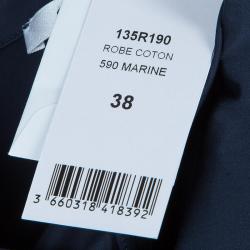 135R190
ROBE COTON
590 MARINE
38
3 660318 418392 >